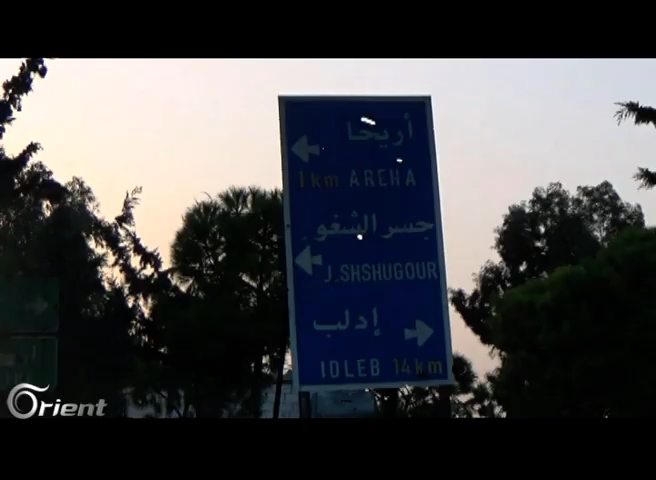 أريحا
1km AREHA
جسر الشغور
J.SHSHUGOUR
إدلب
IDLEB 14km
Orient